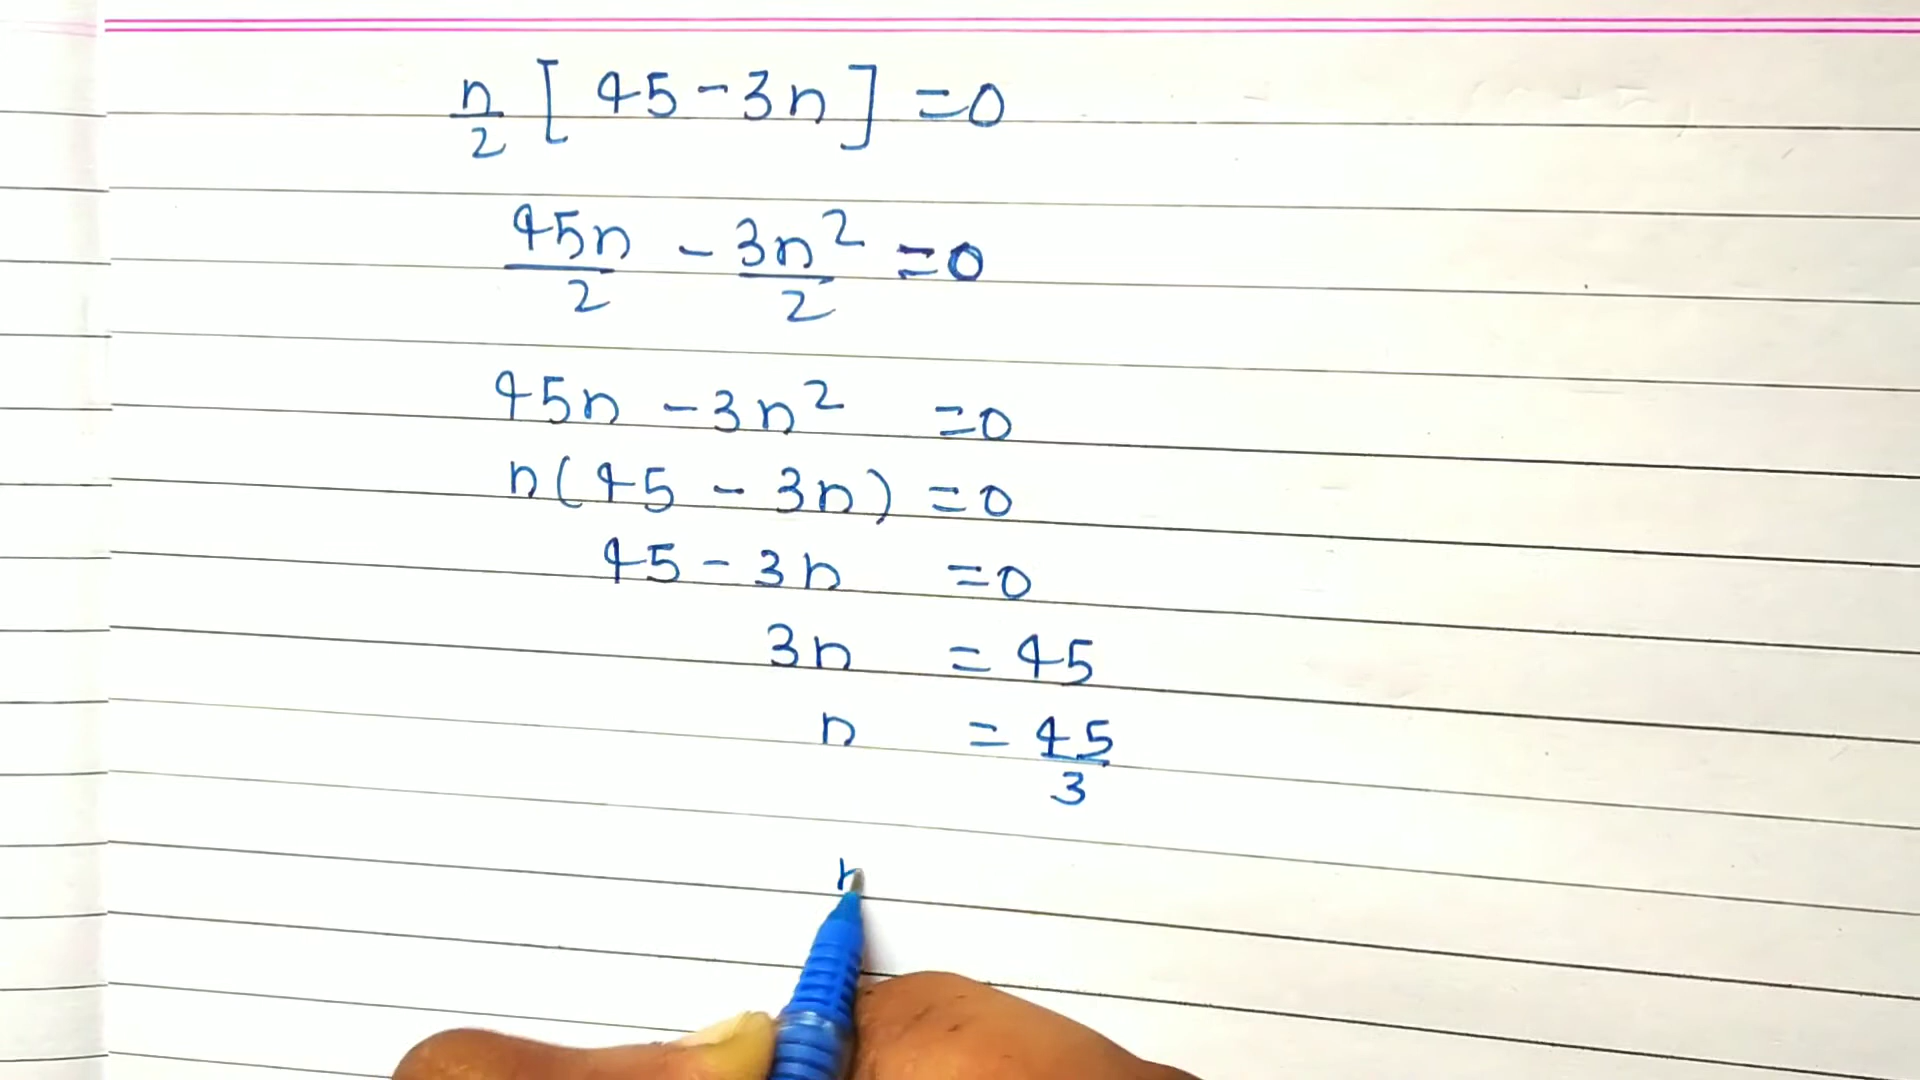 n/2 [ 45 - 3n ] = 0
45n/2 - 3n²/2 = 0
45n - 3n² = 0
n(45 - 3n) = 0
45 - 3n = 0
3n = 45
n = 45/3